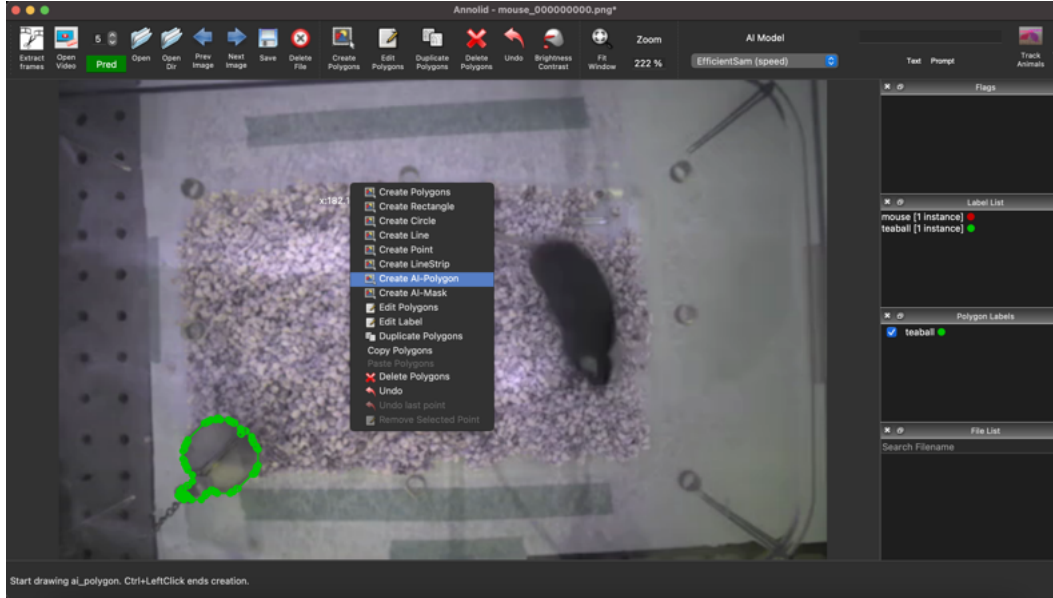 Annolid - mouse_000000000.png*
5
Zoom
AI Model
Extract frames
Open Video
Pred
Open
Open Dir
Prev Image
Next Image
Save
Delete File
Create Polygons
Edit Polygons
Duplicate Polygons
Delete Polygons
Undo
Brightness Contrast
Fit Window
222 %
EfficientSam (speed)
Text Prompt
Track Animals
Flags
Label List
mouse [1 instance]
teaball [1 instance]
Polygon Labels
teaball
File List
Search Filename
x:182.1
Create Polygons
Create Rectangle
Create Circle
Create Line
Create Point
Create LineStrip
Create AI-Polygon
Create AI-Mask
Edit Polygons
Edit Label
Duplicate Polygons
Copy Polygons
Paste Polygons
Delete Polygons
Undo
Undo last point
Remove Selected Point
Start drawing ai_polygon. Ctrl+LeftClick ends creation.